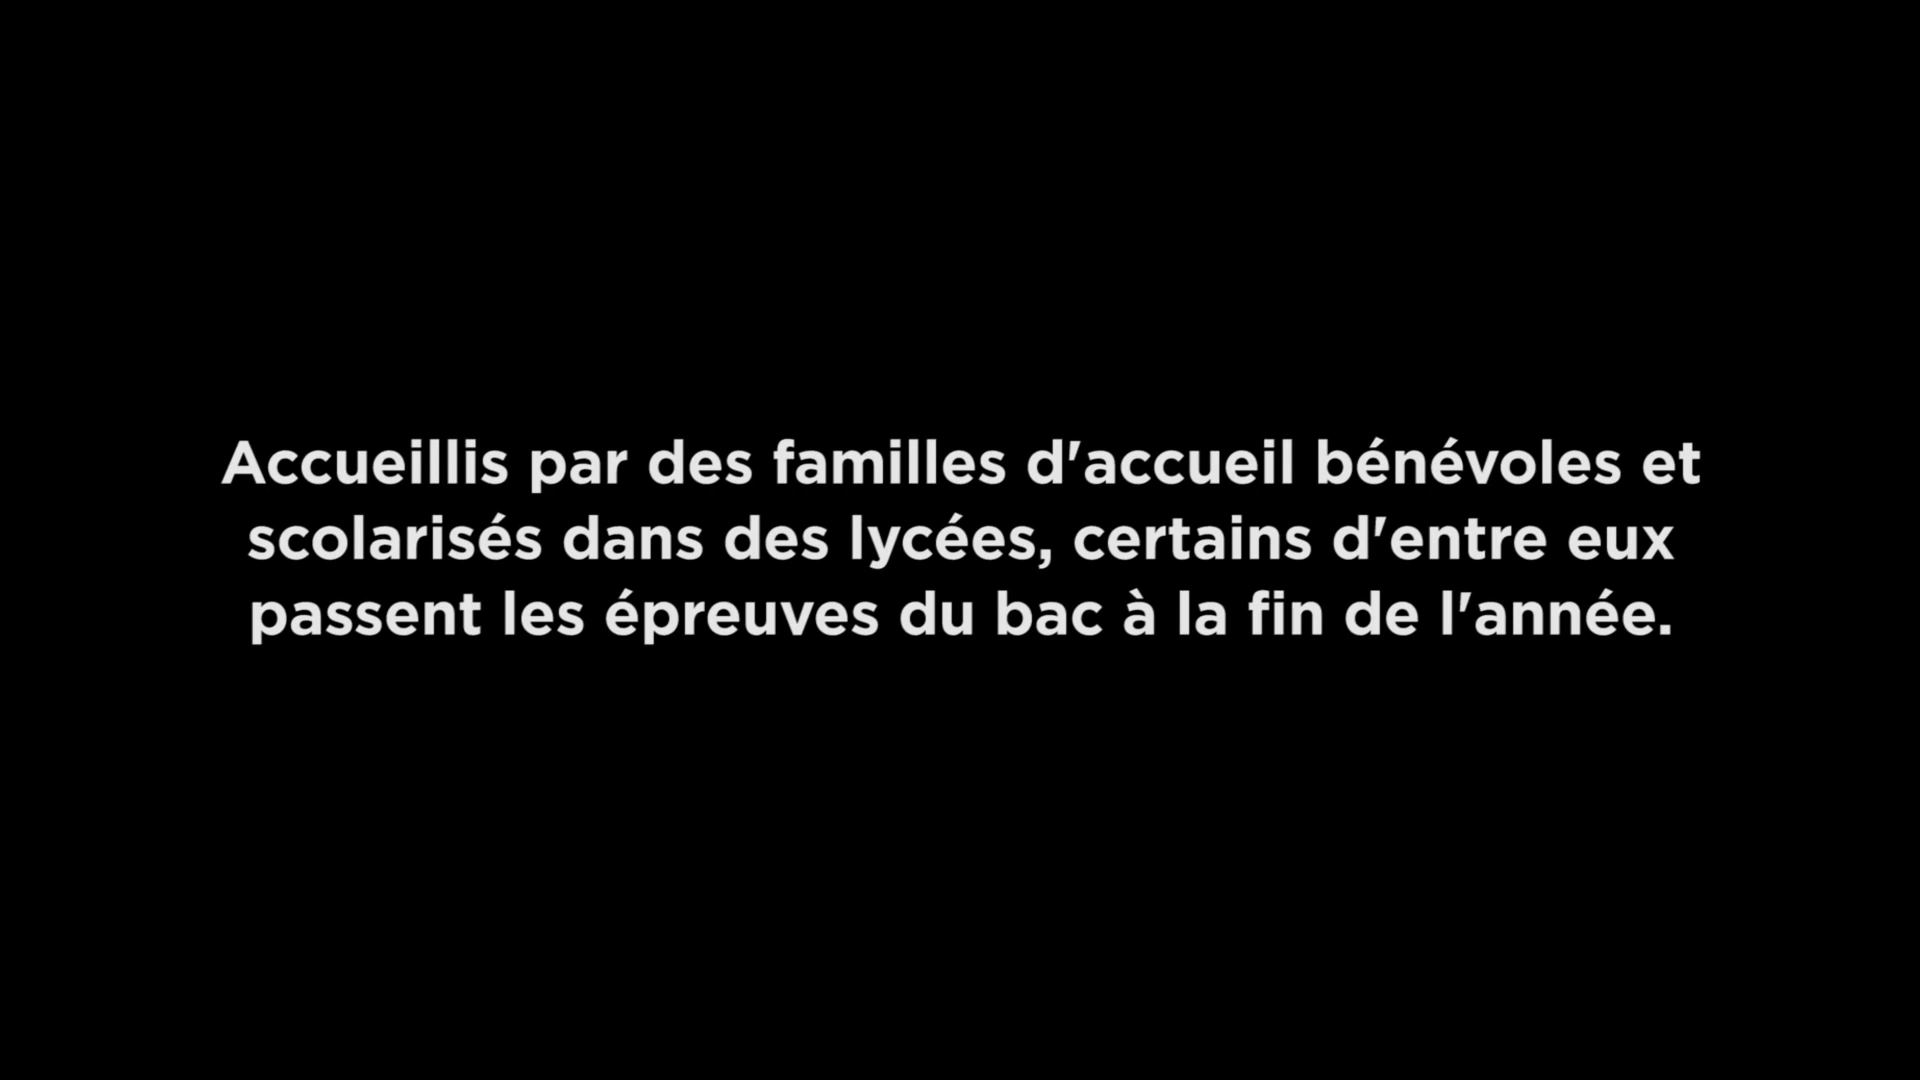 Accueillis par des familles d'accueil bénévoles et
scolarisés dans des lycées, certains d'entre eux
passent les épreuves du bac à la fin de l'année.